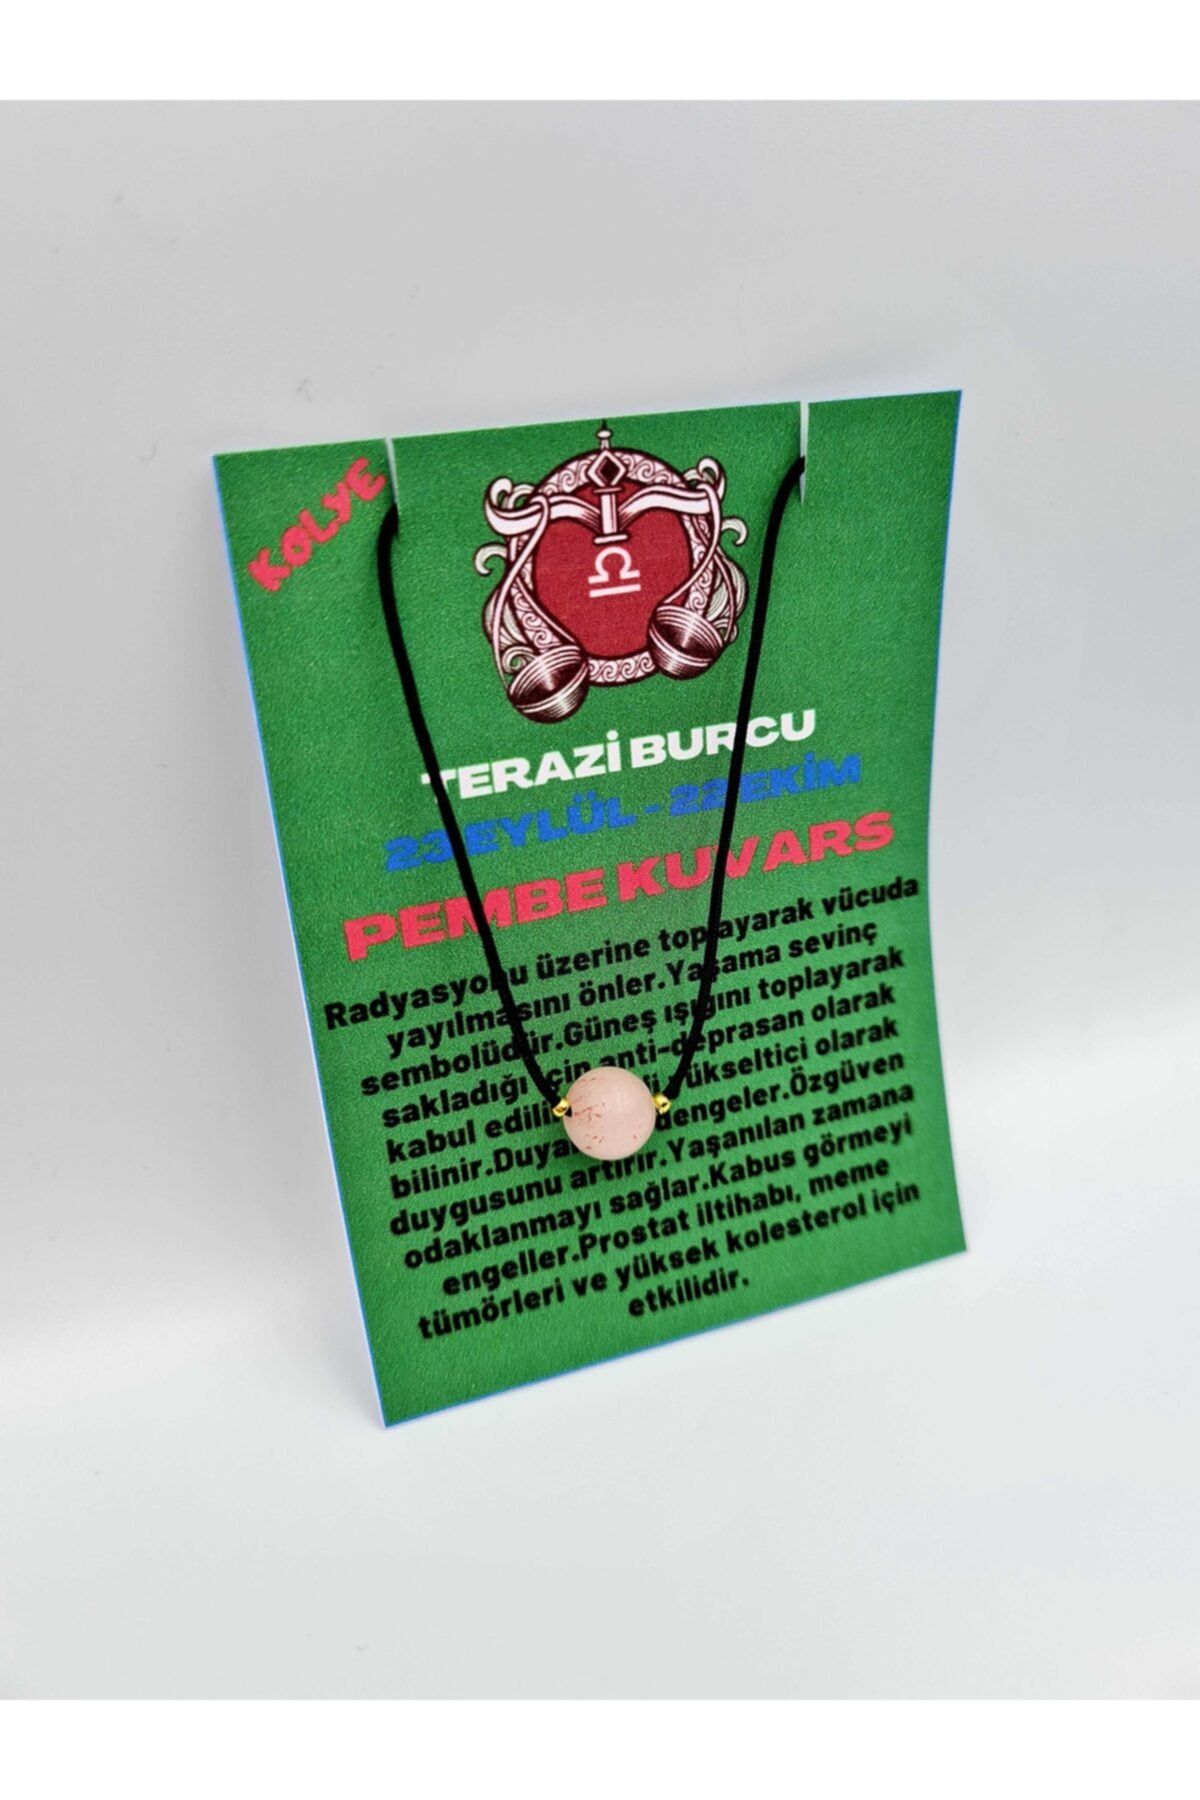 KOLYE
TERAZİ BURCU
23 EYLÜL - 22 EKİM
PEMBE KUVARS
Radyasyonu üzerine toplayarak vücuda
yayılmasını önler.Yaşama sevinç
sembolüdür.Güneş ışığını toplayarak
sakladığı için anti-deprasan olarak
kabul yükseltici olarak
bilinir. dengeler.Özgüven
duygusunu artırır.Yaşanılan zamana
odaklanmayı sağlar.Kabus görmeyi
engeller.Prostat iltihabı, meme
tümörleri ve yüksek kolesterol için
etkilidir.